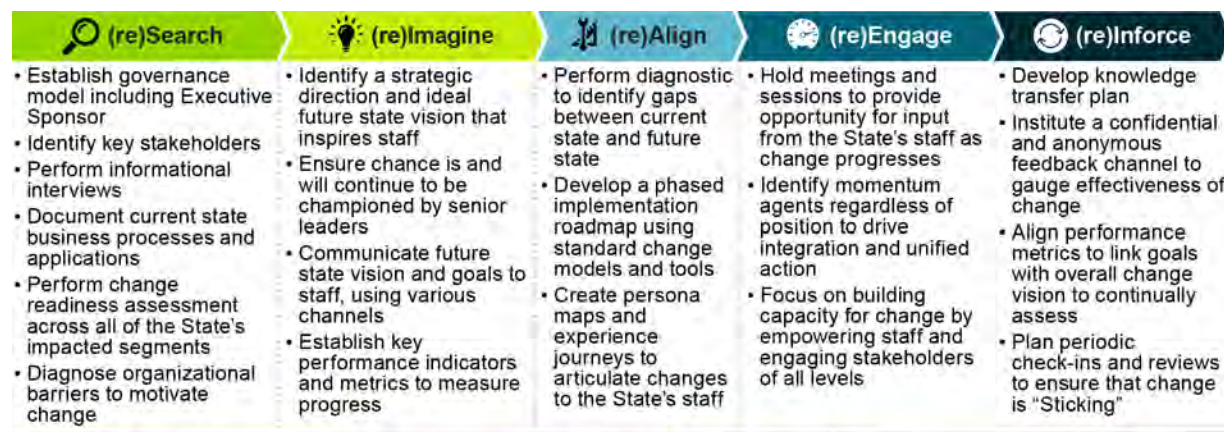 (re)Search
• Establish governance
model including Executive
Sponsor
• Identify key stakeholders
• Perform informational
interviews
• Document current state
business processes and
applications
• Perform change
readiness assessment
across all of the State's
impacted segments
• Diagnose organizational
barriers to motivate
change
(re)Imagine
• Identify a strategic
direction and ideal
future state vision that
inspires staff
• Ensure chance is and
will continue to be
championed by senior
leaders
• Communicate future
state vision and goals to
staff, using various
channels
• Establish key
performance indicators
and metrics to measure
progress
(re)Align
• Perform diagnostic
to identify gaps
between current
state and future
state
• Develop a phased
implementation
roadmap using
standard change
models and tools
• Create persona
maps and
experience
journeys to
articulate changes
to the State's staff
(re)Engage
• Hold meetings and
sessions to provide
opportunity for input
from the State's staff as
change progresses
• Identify momentum
agents regardless of
position to drive
integration and unified
action
• Focus on building
capacity for change by
empowering staff and
engaging stakeholders
of all levels
(re)Inforce
• Develop knowledge
transfer plan
• Institute a confidential
and anonymous
feedback channel to
gauge effectiveness of
change
• Align performance
metrics to link goals
with overall change
vision to continually
assess
• Plan periodic
check-ins and reviews
to ensure that change
is “Sticking”